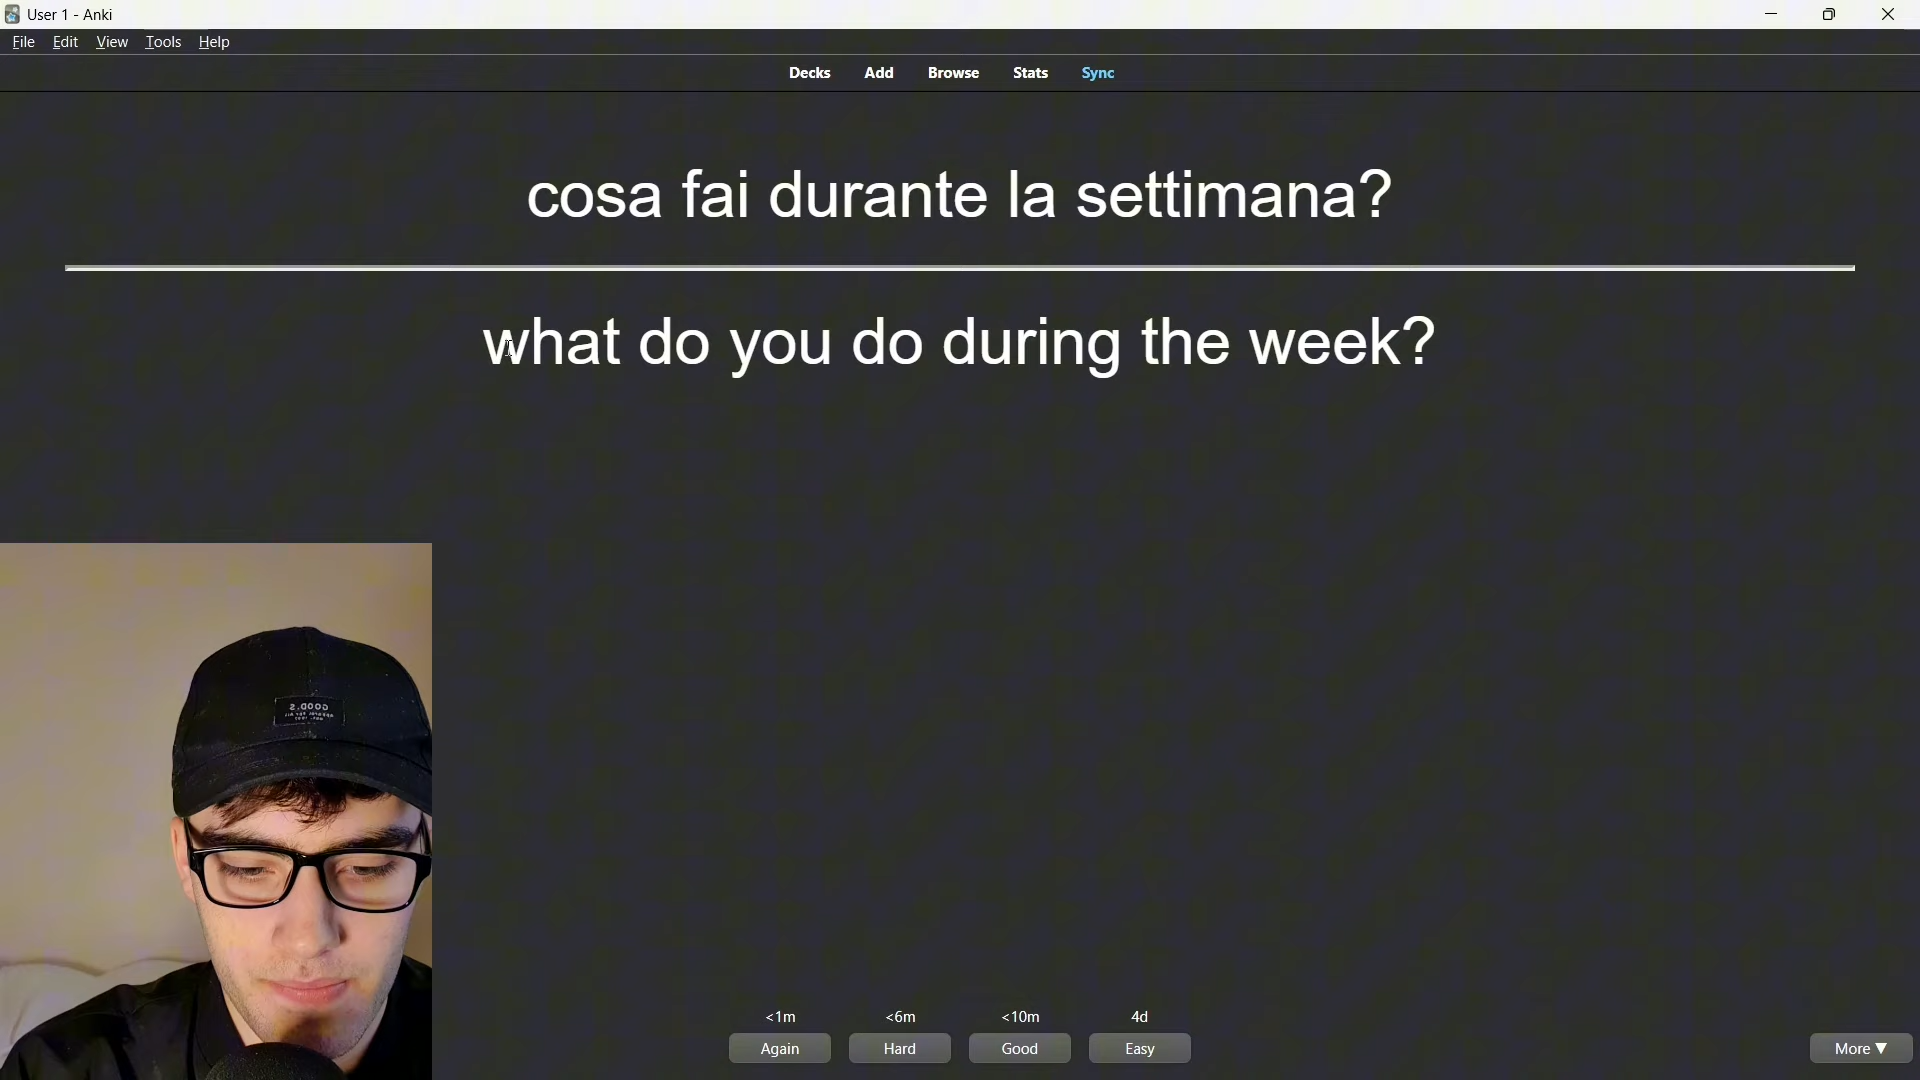 User 1 - Anki
File Edit View Tools Help
Decks Add Browse Stats Sync
cosa fai durante la settimana?
what do you do during the week?
GOOD.S
<1m <6m <10m 4d
Again Hard Good Easy
More ▼